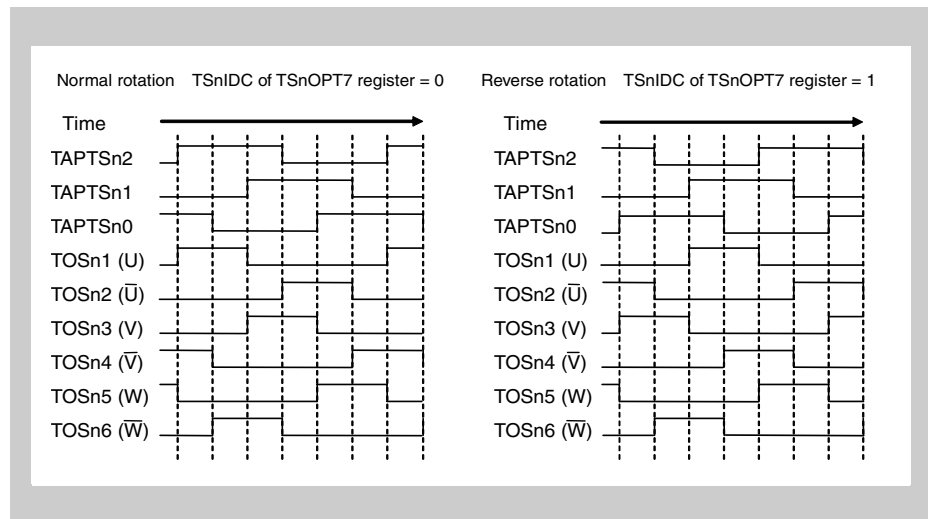 Normal rotation TSnIDC of TSnOPT7 register = 0
Time
TAPTSn2
TAPTSn1
TAPTSn0
TOSn1 (U)
TOSn2 (U̅)
TOSn3 (V)
TOSn4 (V̅)
TOSn5 (W)
TOSn6 (W̅)
Reverse rotation TSnIDC of TSnOPT7 register = 1
Time
TAPTSn2
TAPTSn1
TAPTSn0
TOSn1 (U)
TOSn2 (U̅)
TOSn3 (V)
TOSn4 (V̅)
TOSn5 (W)
TOSn6 (W̅)